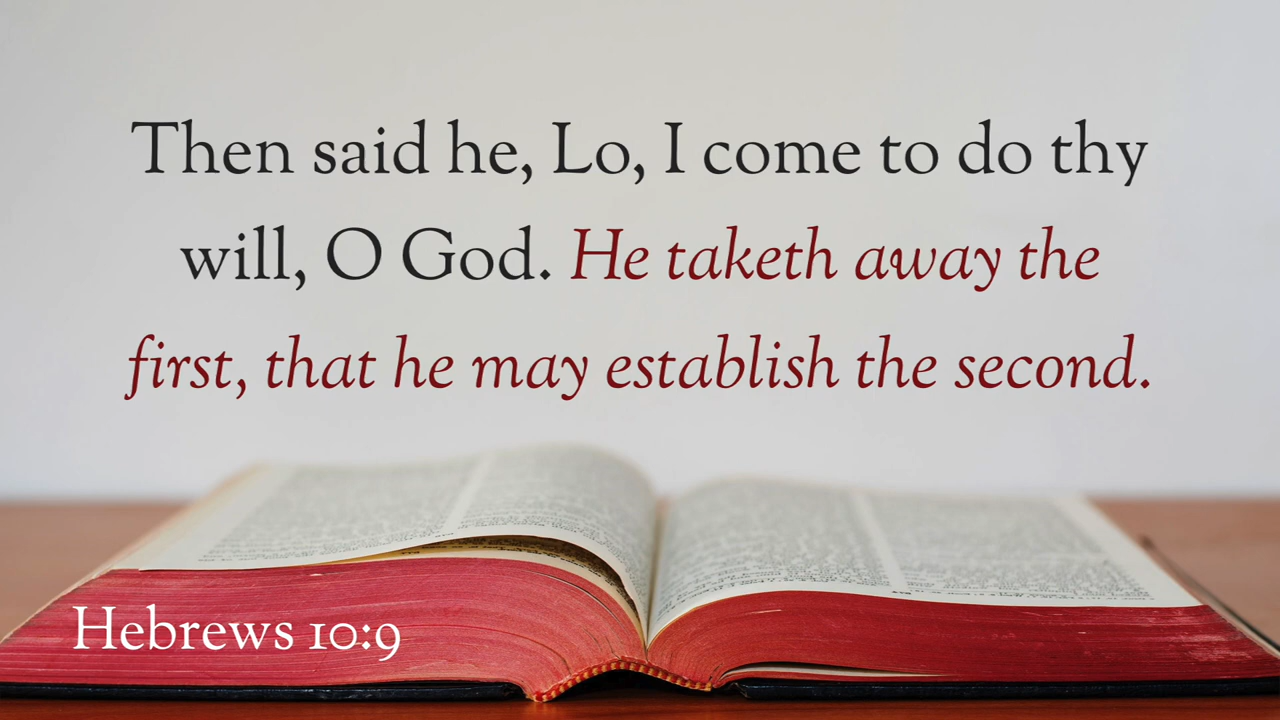 Then said he, Lo, I come to do thy
will, O God. He taketh away the
first, that he may establish the second.
Hebrews 10:9